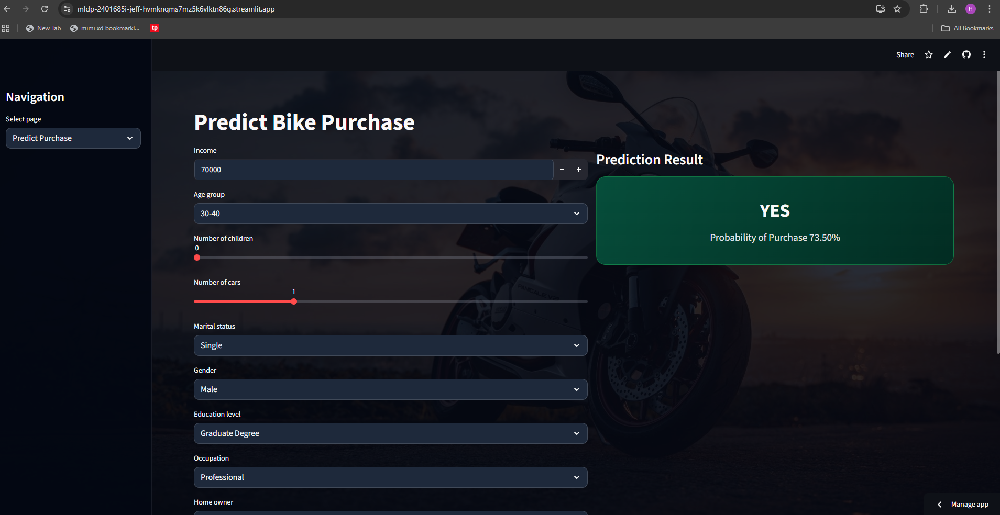 mldp-2401685i-jeff-hvmknqms7mz5k6vlktn86g.streamlit.app
H
New Tab
mimi xd bookmarkl...
tp
All Bookmarks
Share
Navigation
Select page
Predict Purchase
Predict Bike Purchase
Income
70000
Age group
30-40
Number of children
0
Number of cars
1
Marital status
Single
Gender
Male
Education level
Graduate Degree
Occupation
Professional
Home owner
Prediction Result
YES
Probability of Purchase 73.50%
Manage app